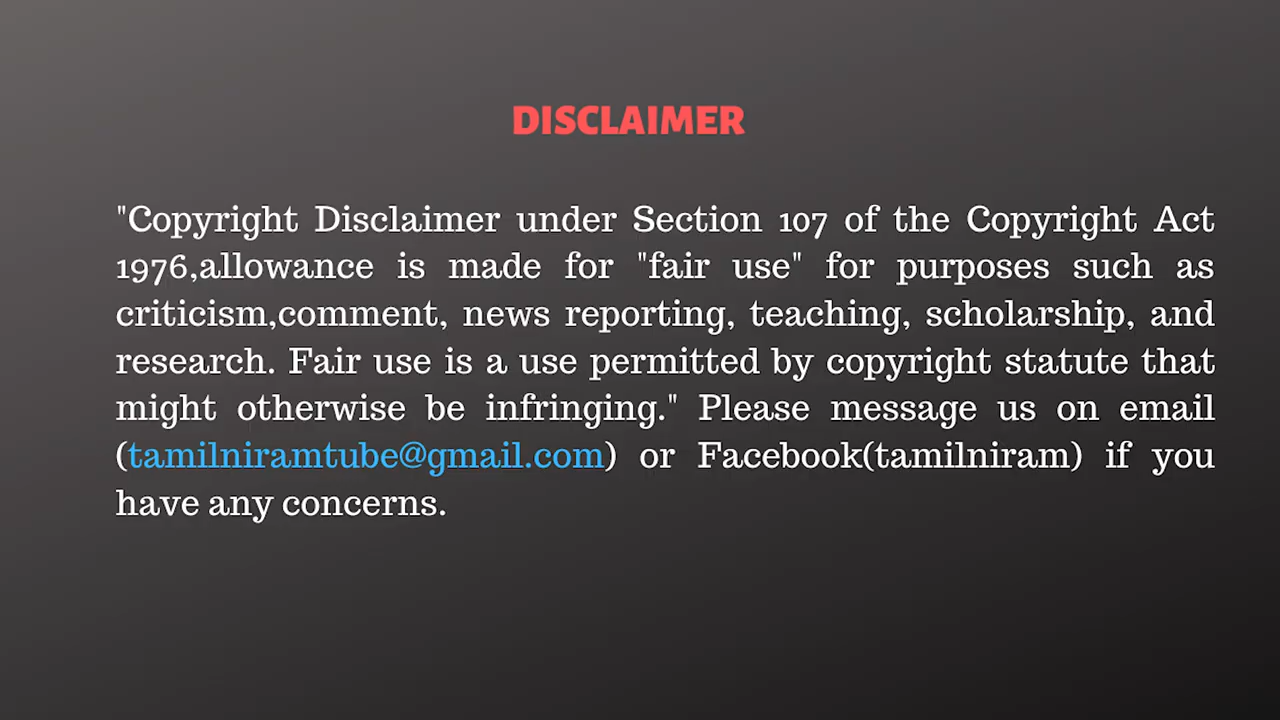 DISCLAIMER
"Copyright Disclaimer under Section 107 of the Copyright Act
1976,allowance is made for "fair use" for purposes such as
criticism,comment, news reporting, teaching, scholarship, and
research. Fair use is a use permitted by copyright statute that
might otherwise be infringing." Please message us on email
(tamilniramtube@gmail.com) or Facebook(tamilniram) if you
have any concerns.